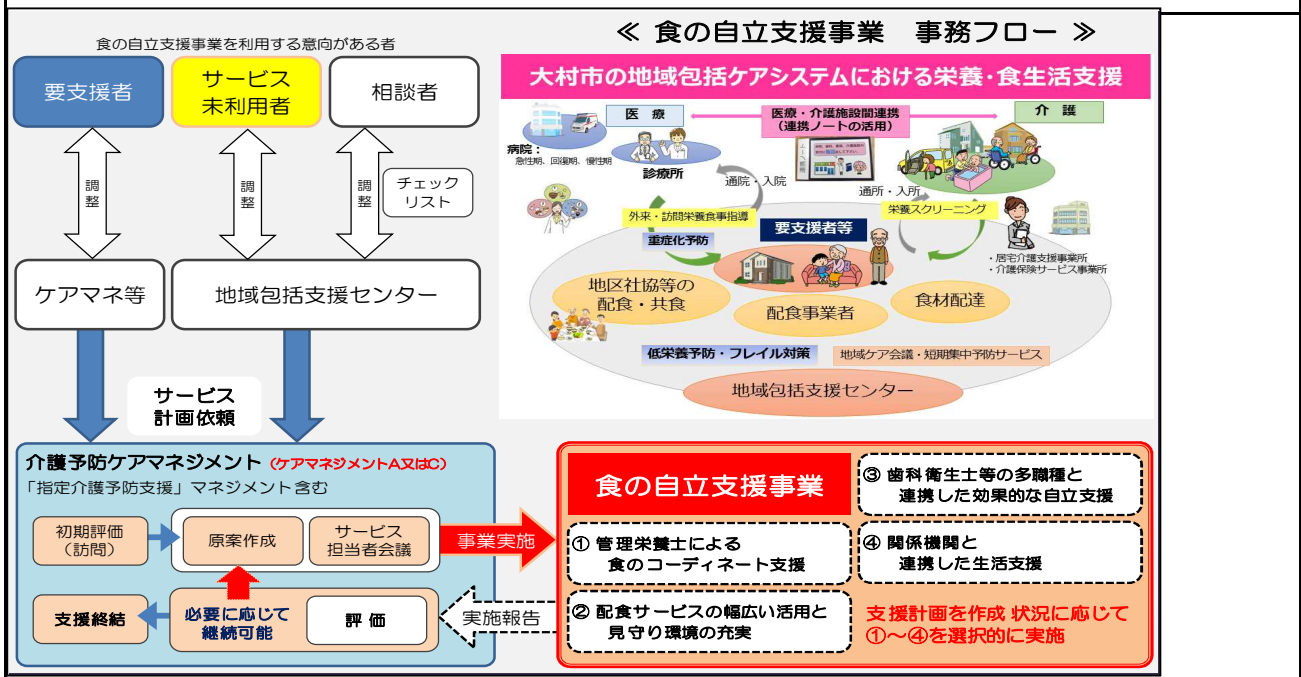 ≪ 食の自立支援事業　事務フロー ≫
食の自立支援事業を利用する意向がある者
要支援者
サービス
未利用者
相談者
調整
調整
調整
チェック
リスト
ケアマネ等
地域包括支援センター
サービス
計画依頼
大村市の地域包括ケアシステムにおける栄養・食生活支援
医 療
医療・介護施設間連携
（連携ノートの活用）
介 護
病院：
急性期、回復期、慢性期
診療所
通院・入院
通所・入所
外来・訪問栄養食事指導
栄養スクリーニング
重症化予防
要支援者等
・居宅介護支援事業所
・介護保険サービス事業所
地区社協等の
配食・共食
配食事業者
食材配達
低栄養予防・フレイル対策
地域ケア会議・短期集中予防サービス
地域包括支援センター
介護予防ケアマネジメント（ケアマネジメントA又はC）
「指定介護予防支援」マネジメント含む
初期評価
（訪問）
原案作成
サービス
担当者会議
支援終結
必要に応じて
継続可能
評 価
事業実施
実施報告
食の自立支援事業
① 管理栄養士による
食のコーディネート支援
② 配食サービスの幅広い活用と
見守り環境の充実
③ 歯科衛生士等の多職種と
連携した効果的な自立支援
④ 関係機関と
連携した生活支援
支援計画を作成 状況に応じて
①～④を選択的に実施